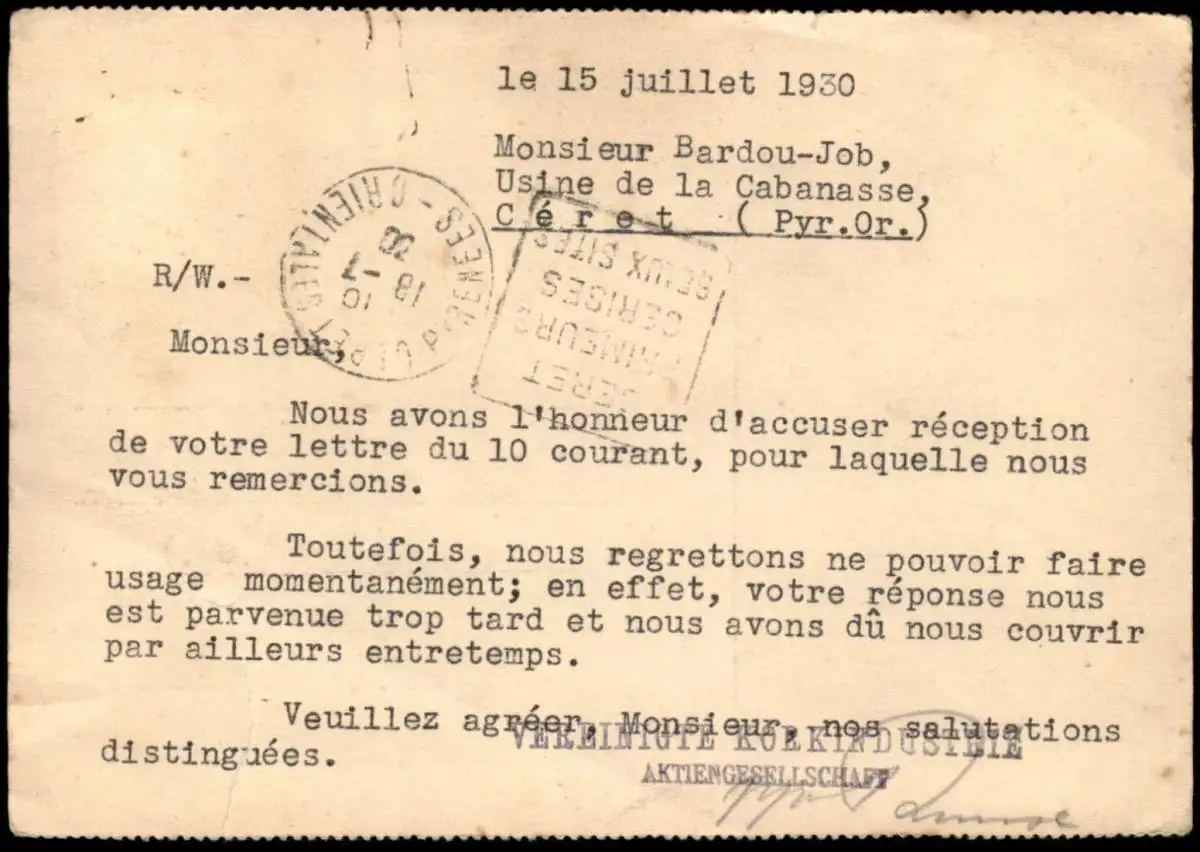 le 15 juillet 1930
Monsieur Bardou-Job,
Usine de la Cabanasse,
Céret (Pyr.Or.)
PYRENEES - ORIENTALES
18 - 7
30
CERET
PRIMEURS
CERISES
BEAUX SITES
R/W.-
Monsieur,
Nous avons l'honneur d'accuser réception
de votre lettre du 10 courant, pour laquelle nous
vous remercions.
Toutefois, nous regrettons ne pouvoir faire
usage momentanément; en effet, votre réponse nous
est parvenue trop tard et nous avons dû nous couvrir
par ailleurs entretemps.
Veuillez agréer, Monsieur, nos salutations
distinguées.
VEREINIGTE KORKINDUSTRIE
AKTIENGESELLSCHAFT